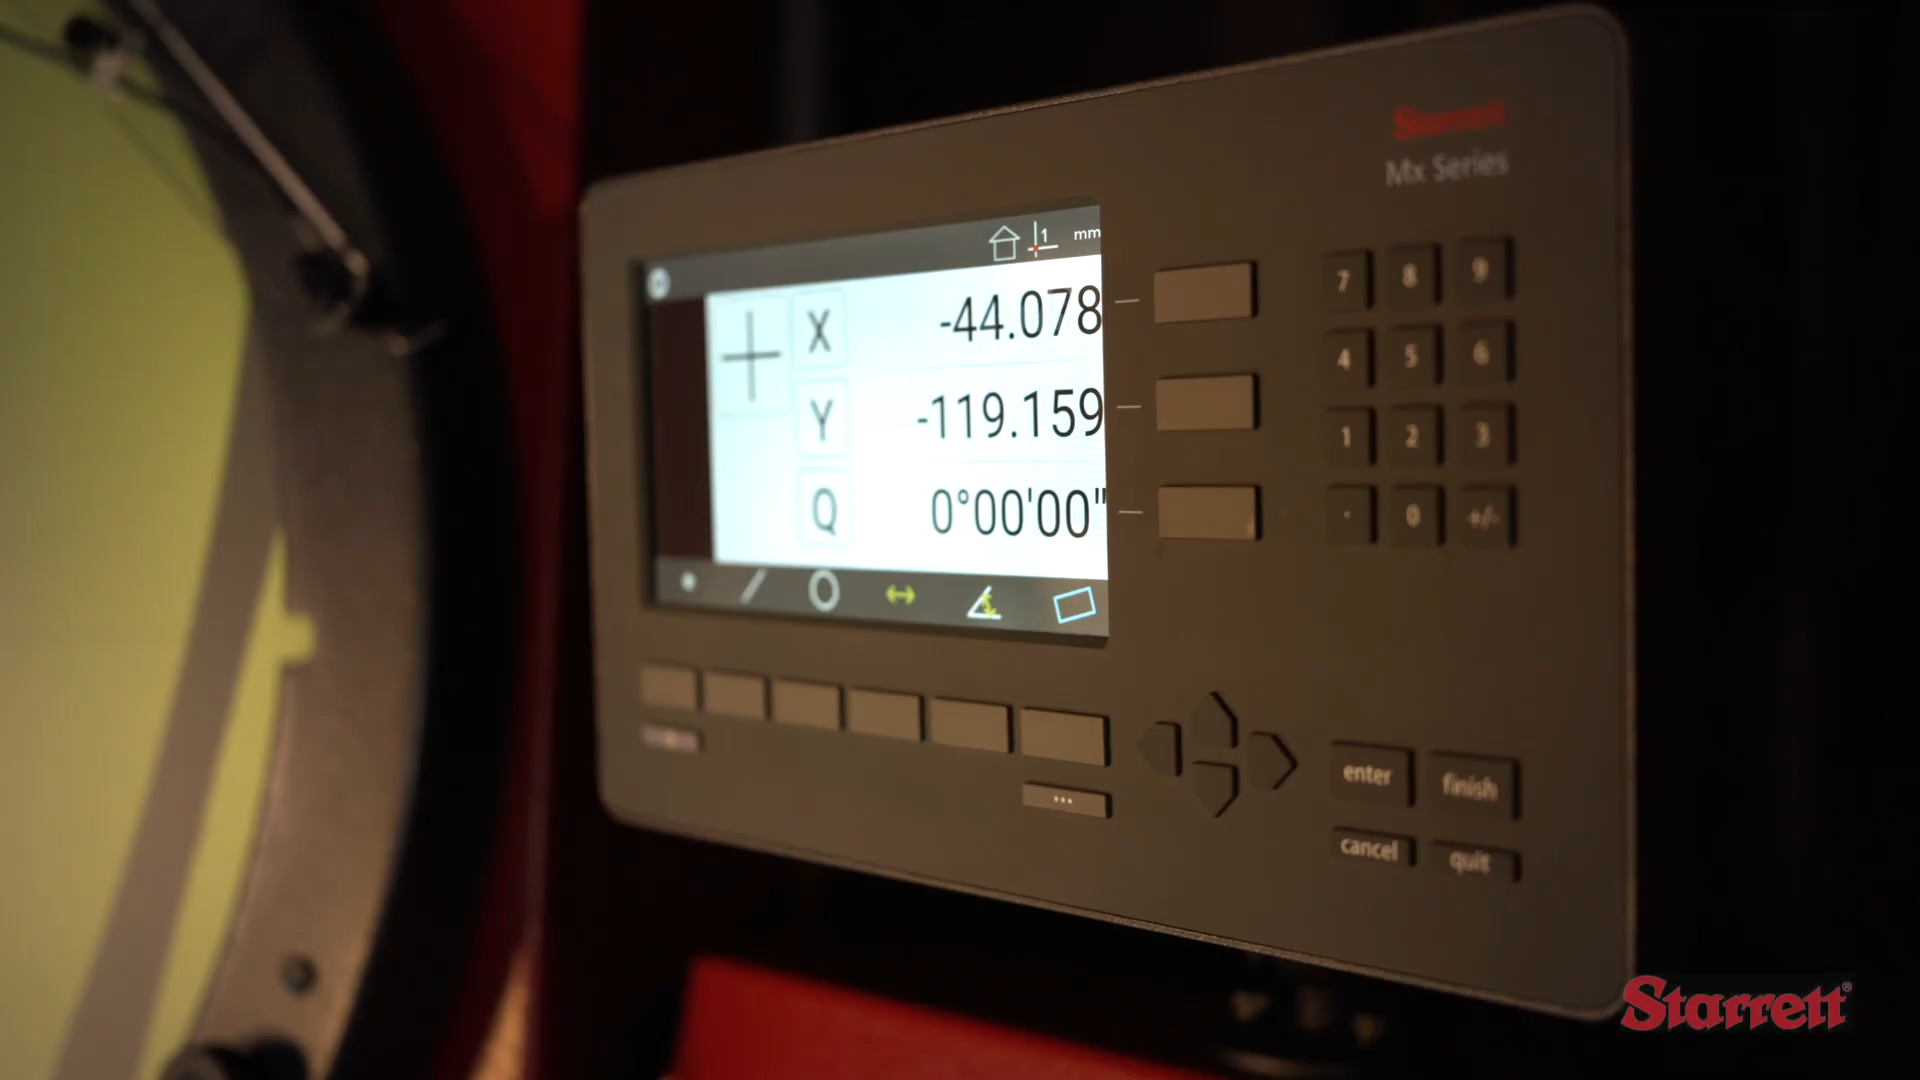 Starrett
Mx Series
1 mm
X -44.078
Y -119.159
Q 0°00'00"
7 8 9
4 5 6
1 2 3
. 0 +/-
...
enter finish
cancel quit
Starrett®